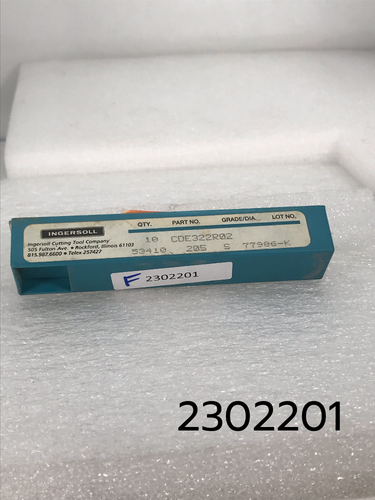 INGERSOLL
Ingersoll Cutting Tool Company
505 Fulton Ave. • Rockford, Illinois 61103
815.987.6600 • Telex 257427
QTY. PART NO. GRADE/DIA. LOT NO.
10 CDE322R02
53410 205 S 77986-K
F 2302201
2302201